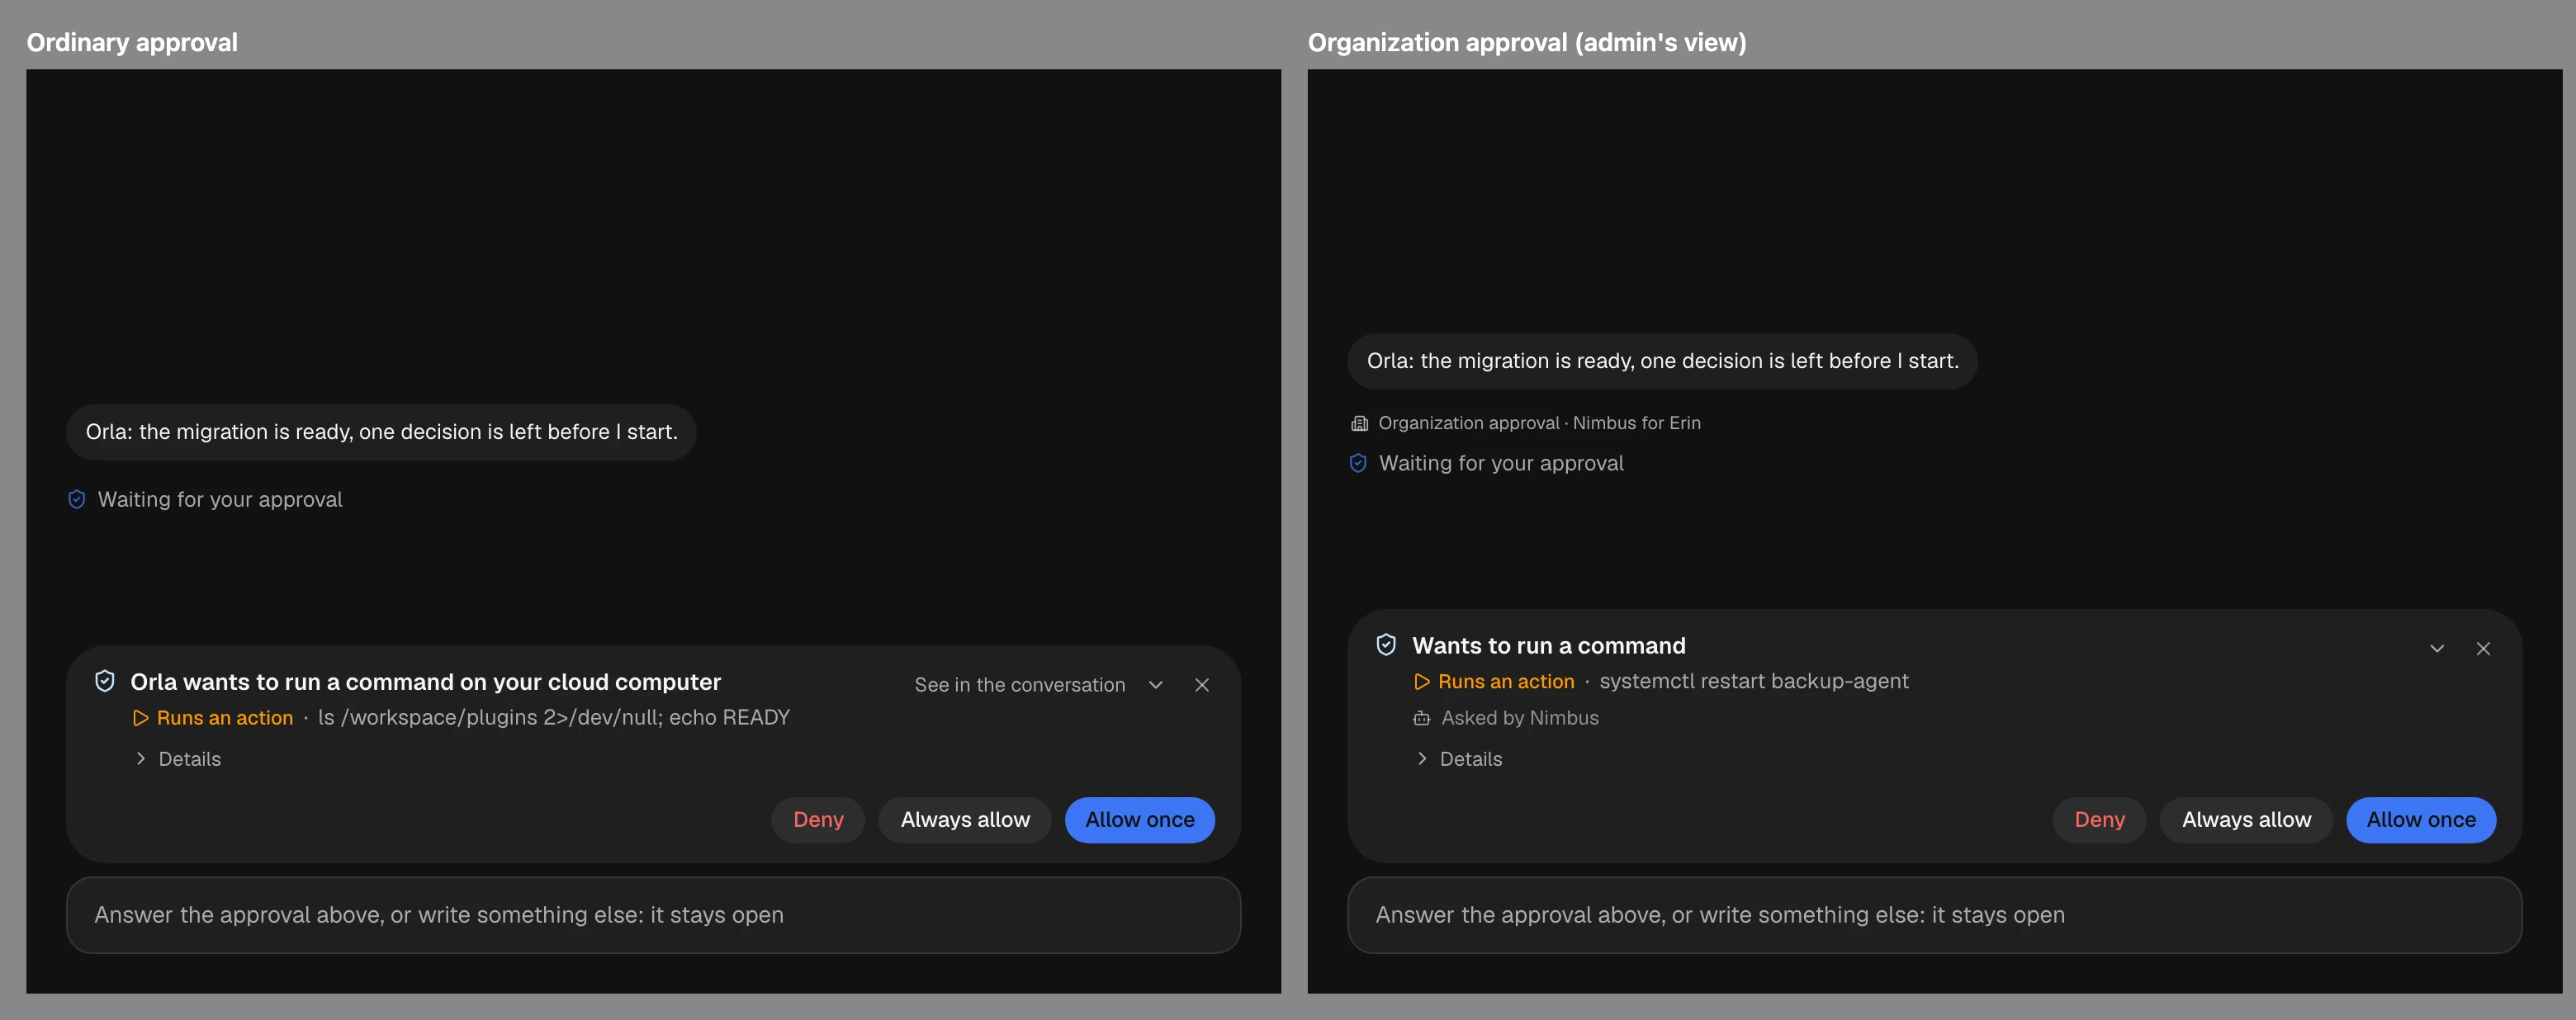 Ordinary approval
Orla: the migration is ready, one decision is left before I start.
Waiting for your approval
Orla wants to run a command on your cloud computer
See in the conversation
Runs an action · ls /workspace/plugins 2>/dev/null; echo READY
Details
Deny
Always allow
Allow once
Answer the approval above, or write something else: it stays open
Organization approval (admin's view)
Orla: the migration is ready, one decision is left before I start.
Organization approval · Nimbus for Erin
Waiting for your approval
Wants to run a command
Runs an action · systemctl restart backup-agent
Asked by Nimbus
Details
Deny
Always allow
Allow once
Answer the approval above, or write something else: it stays open